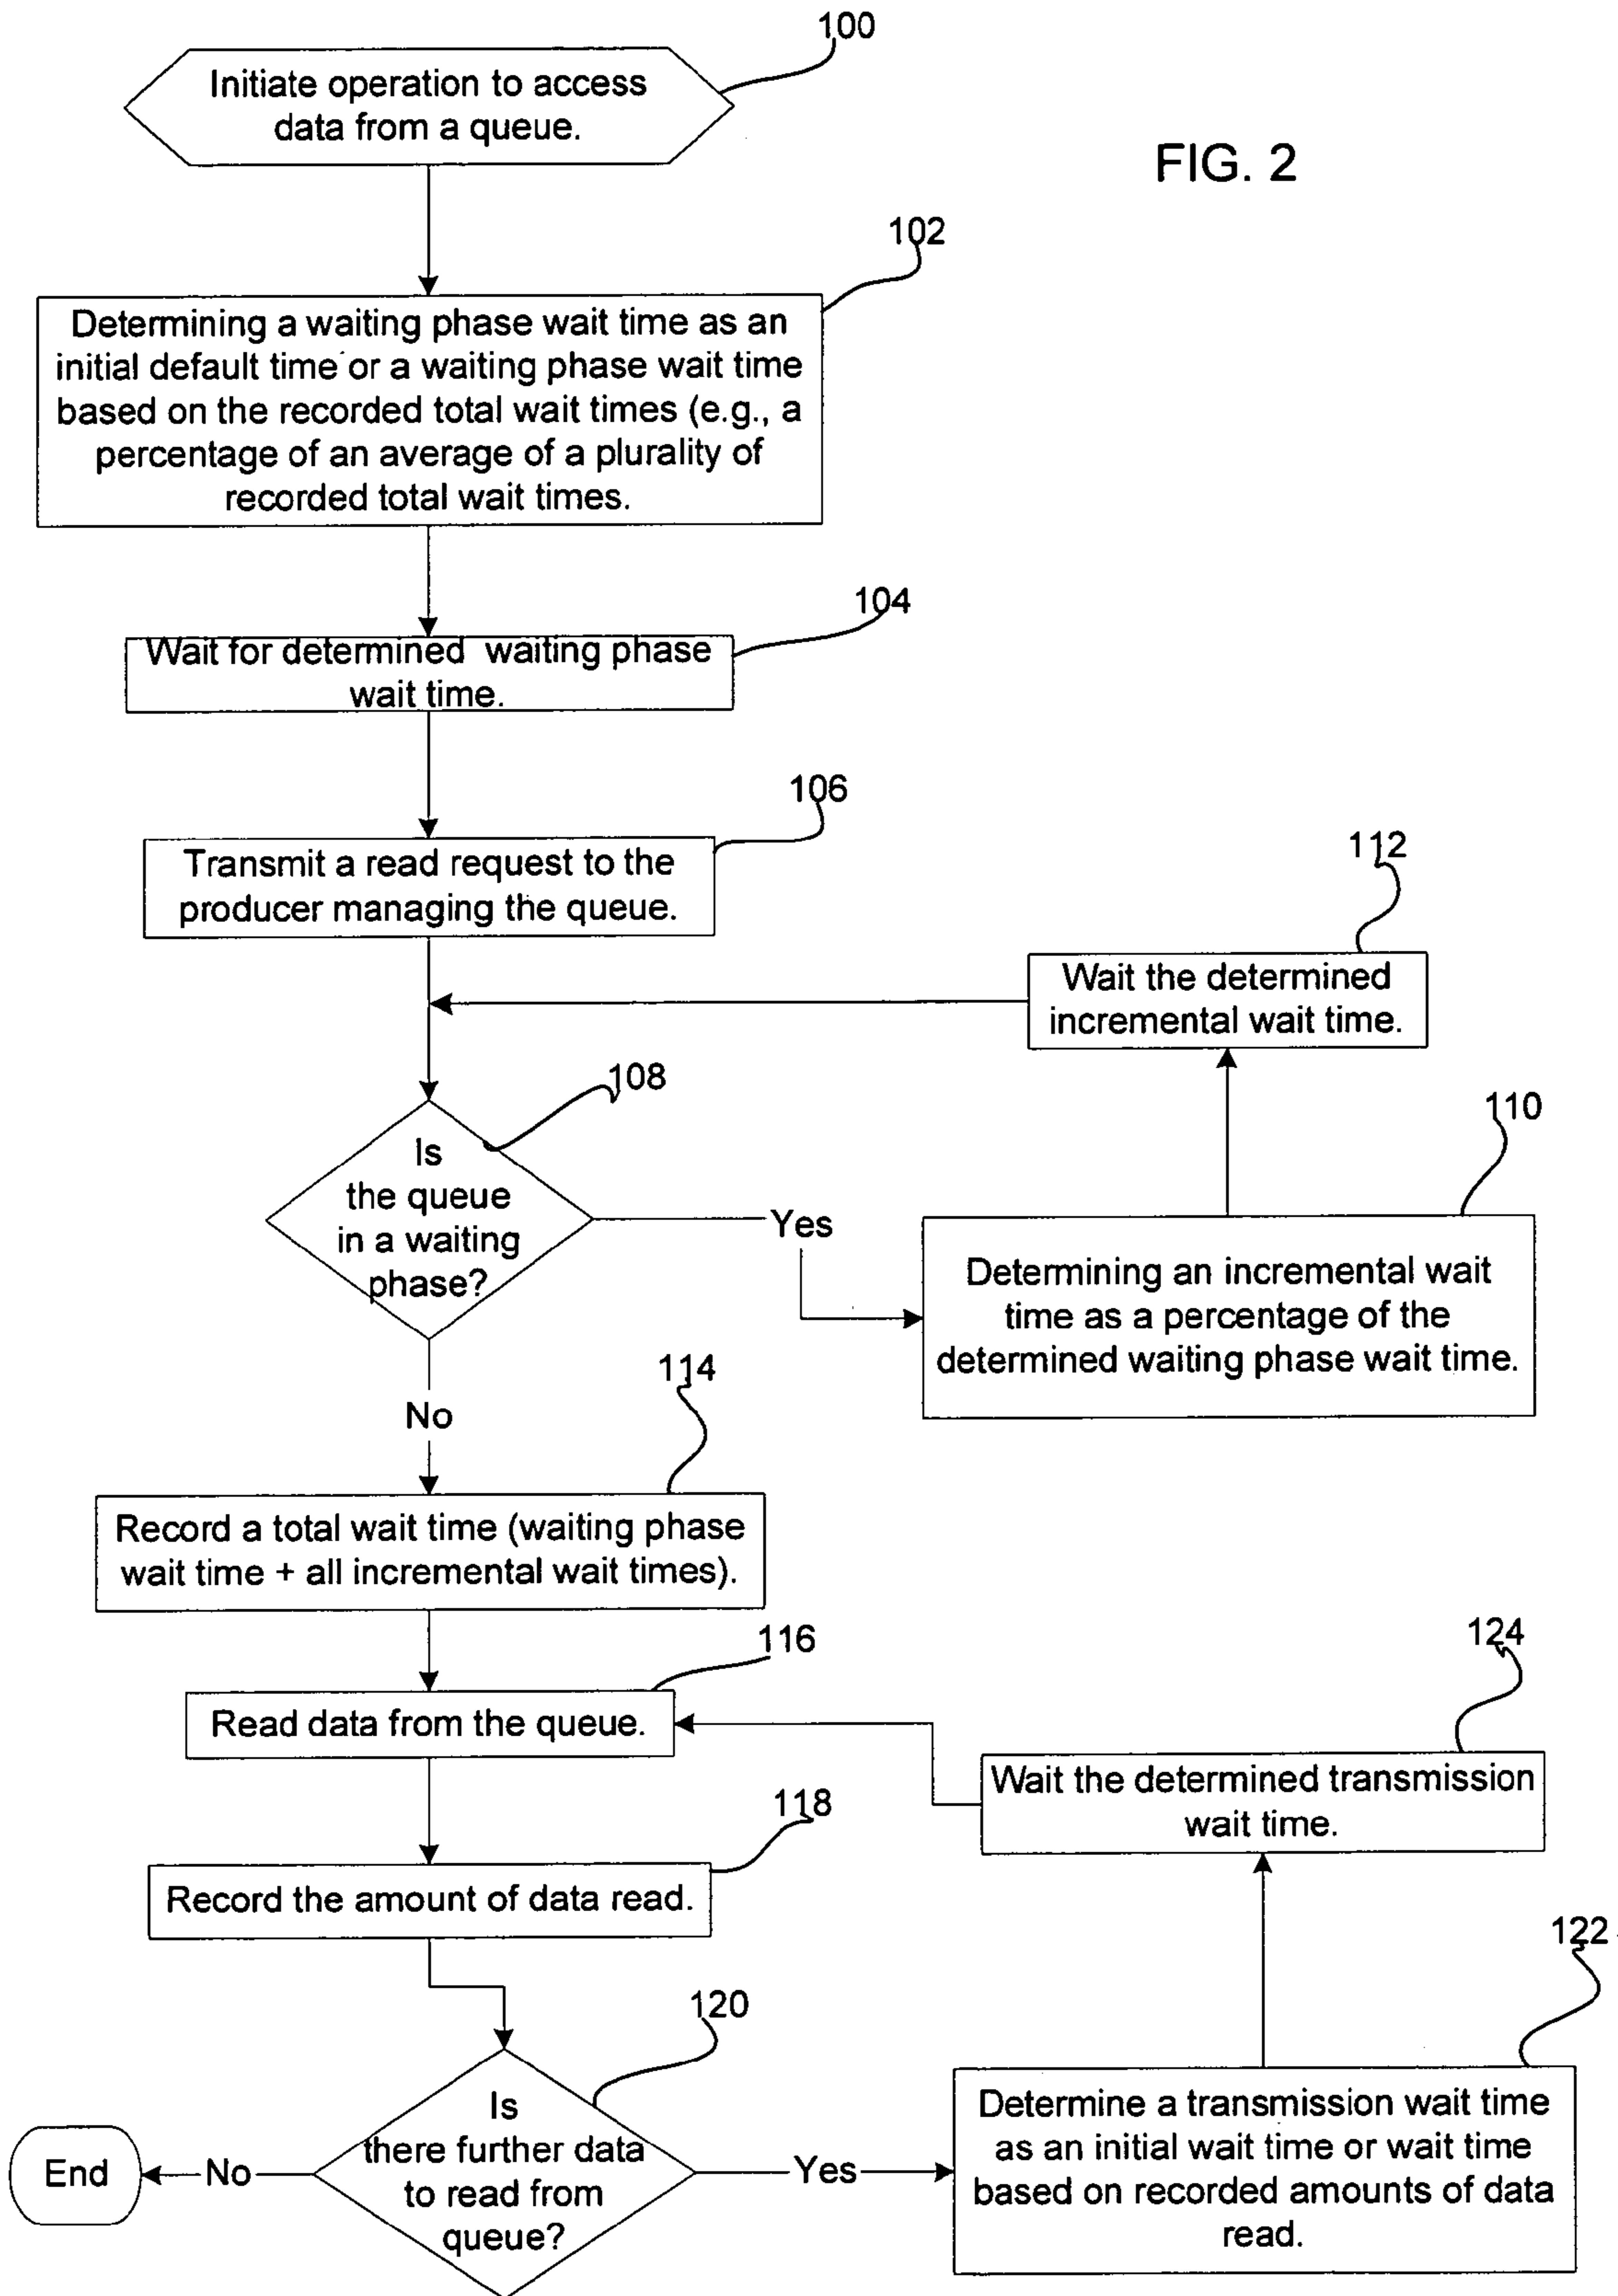 100
Initiate operation to access
data from a queue.
FIG. 2
102
Determining a waiting phase wait time as an
initial default time or a waiting phase wait time
based on the recorded total wait times (e.g., a
percentage of an average of a plurality of
recorded total wait times.
104
Wait for determined waiting phase
wait time.
106
Transmit a read request to the
producer managing the queue.
112
Wait the determined
incremental wait time.
108
Is
the queue
in a waiting
phase?
Yes
110
Determining an incremental wait
time as a percentage of the
determined waiting phase wait time.
No
114
Record a total wait time (waiting phase
wait time + all incremental wait times).
116
Read data from the queue.
124
Wait the determined transmission
wait time.
118
Record the amount of data read.
120
Is
there further data
to read from
queue?
No
End
Yes
122
Determine a transmission wait time
as an initial wait time or wait time
based on recorded amounts of data
read.